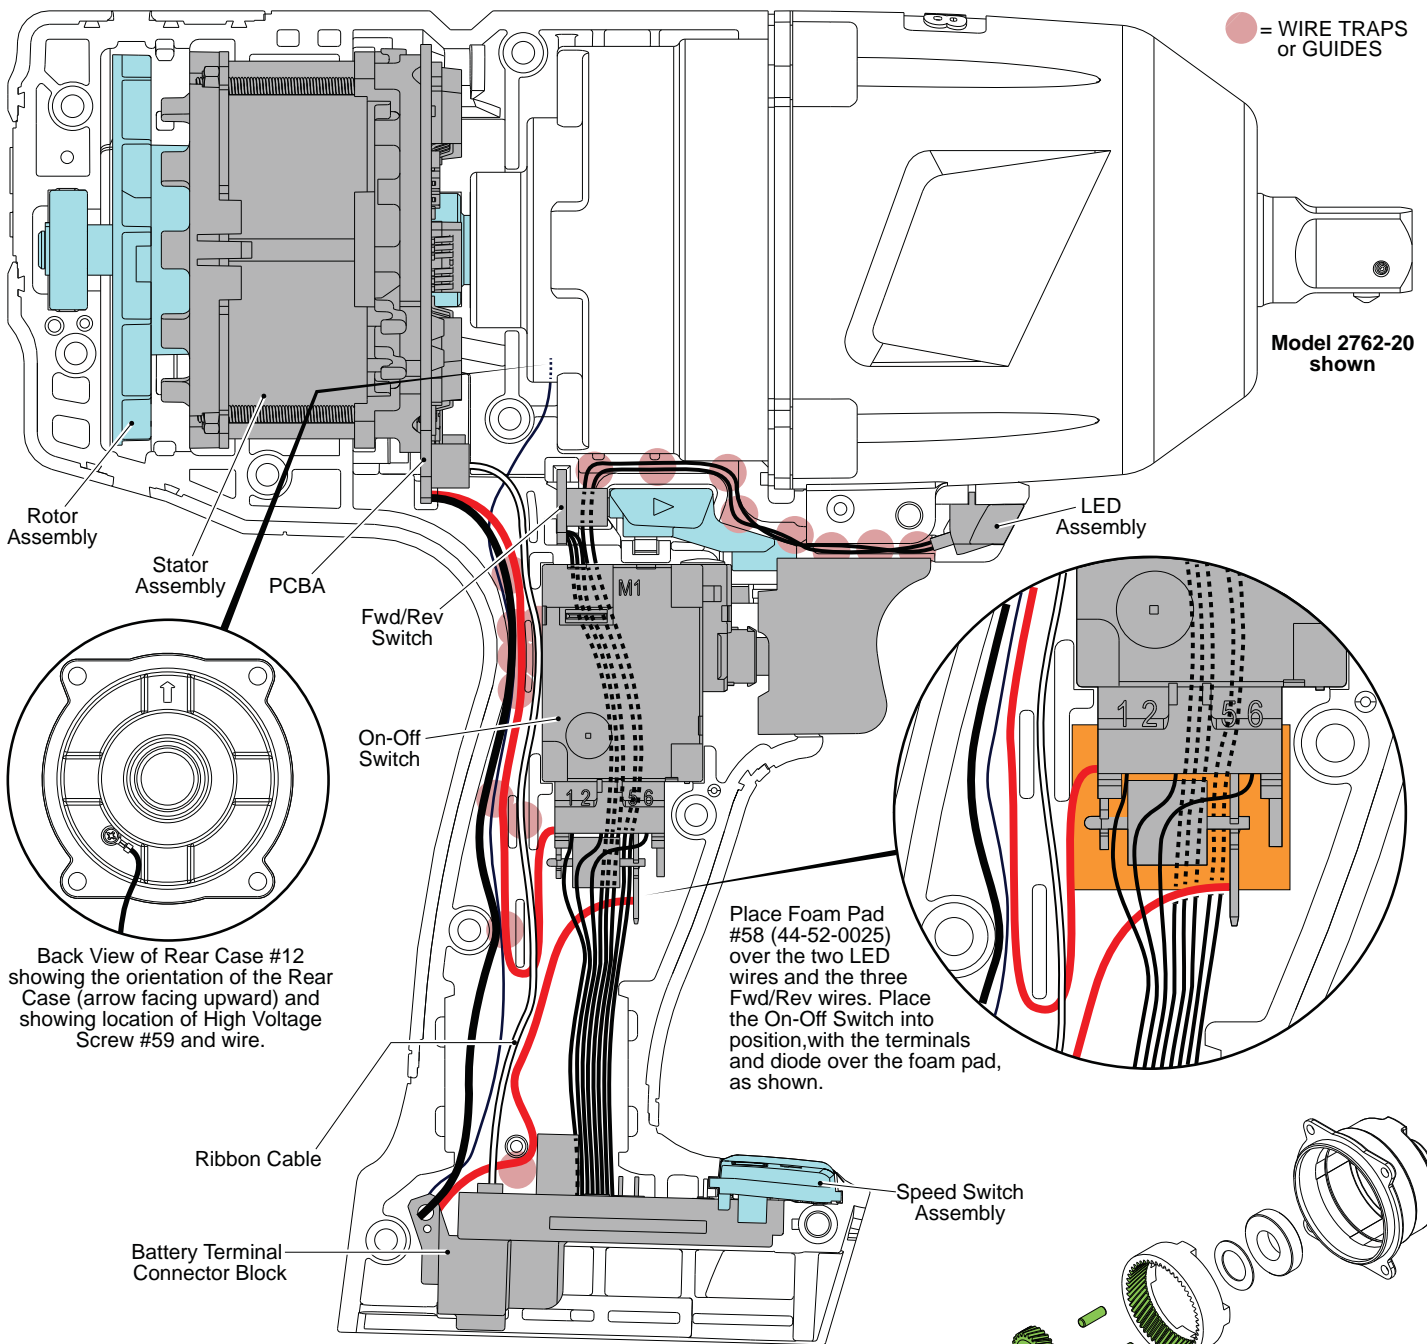 = WIRE TRAPS
or GUIDES
Model 2762-20
shown
Rotor
Assembly
Stator
Assembly
PCBA
Fwd/Rev
Switch
LED
Assembly
M1
On-Off
Switch
1 2 5 6
1 2 5 6
Back View of Rear Case #12
showing the orientation of the Rear
Case (arrow facing upward) and
showing location of High Voltage
Screw #59 and wire.
Place Foam Pad
#58 (44-52-0025)
over the two LED
wires and the three
Fwd/Rev wires. Place
the On-Off Switch into
position,with the terminals
and diode over the foam pad,
as shown.
Ribbon Cable
Speed Switch
Assembly
Battery Terminal
Connector Block